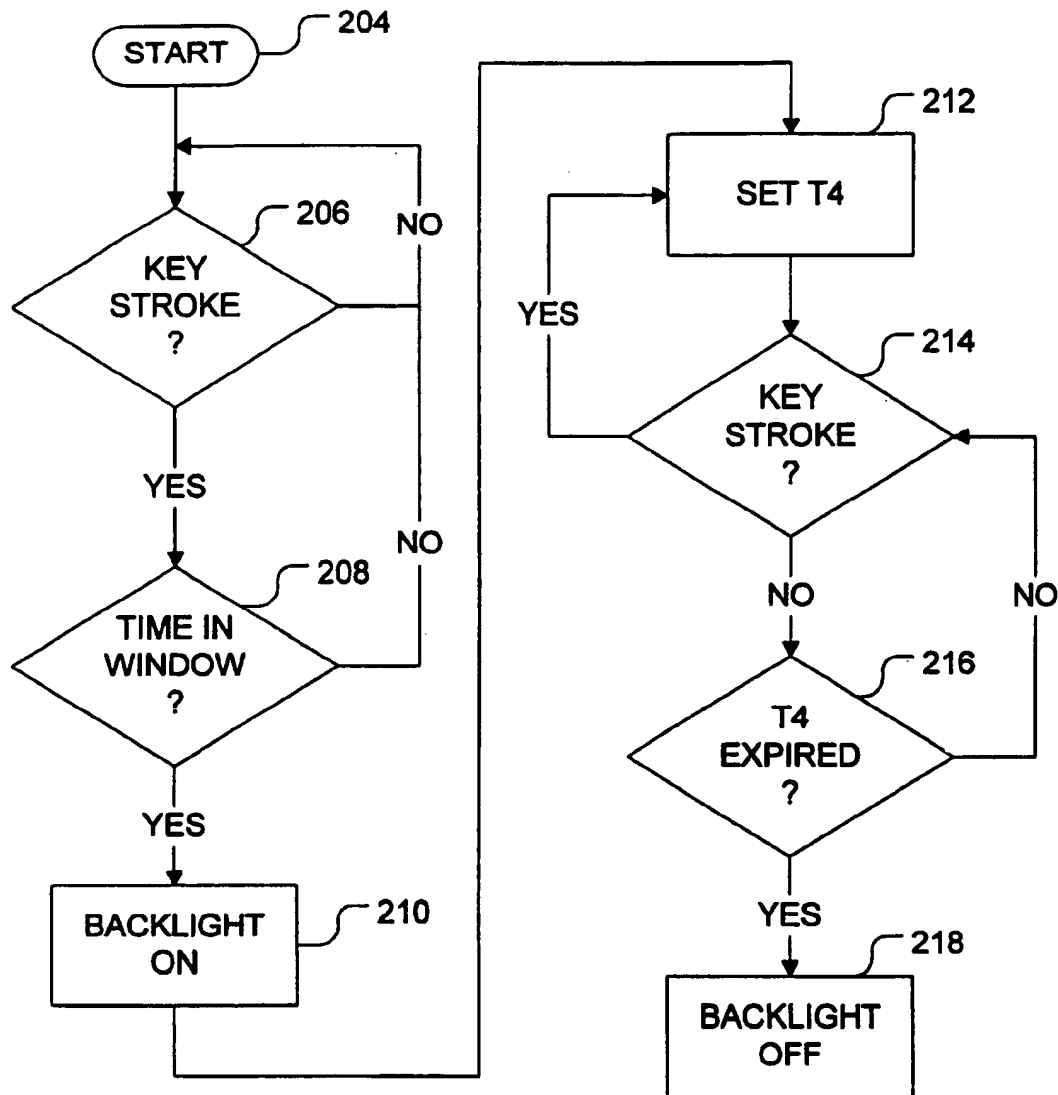 START
204
206
KEY
STROKE
?
NO
YES
208
TIME IN
WINDOW
?
NO
YES
210
BACKLIGHT
ON
212
SET T4
YES
214
KEY
STROKE
?
NO
NO
216
T4
EXPIRED
?
YES
218
BACKLIGHT
OFF